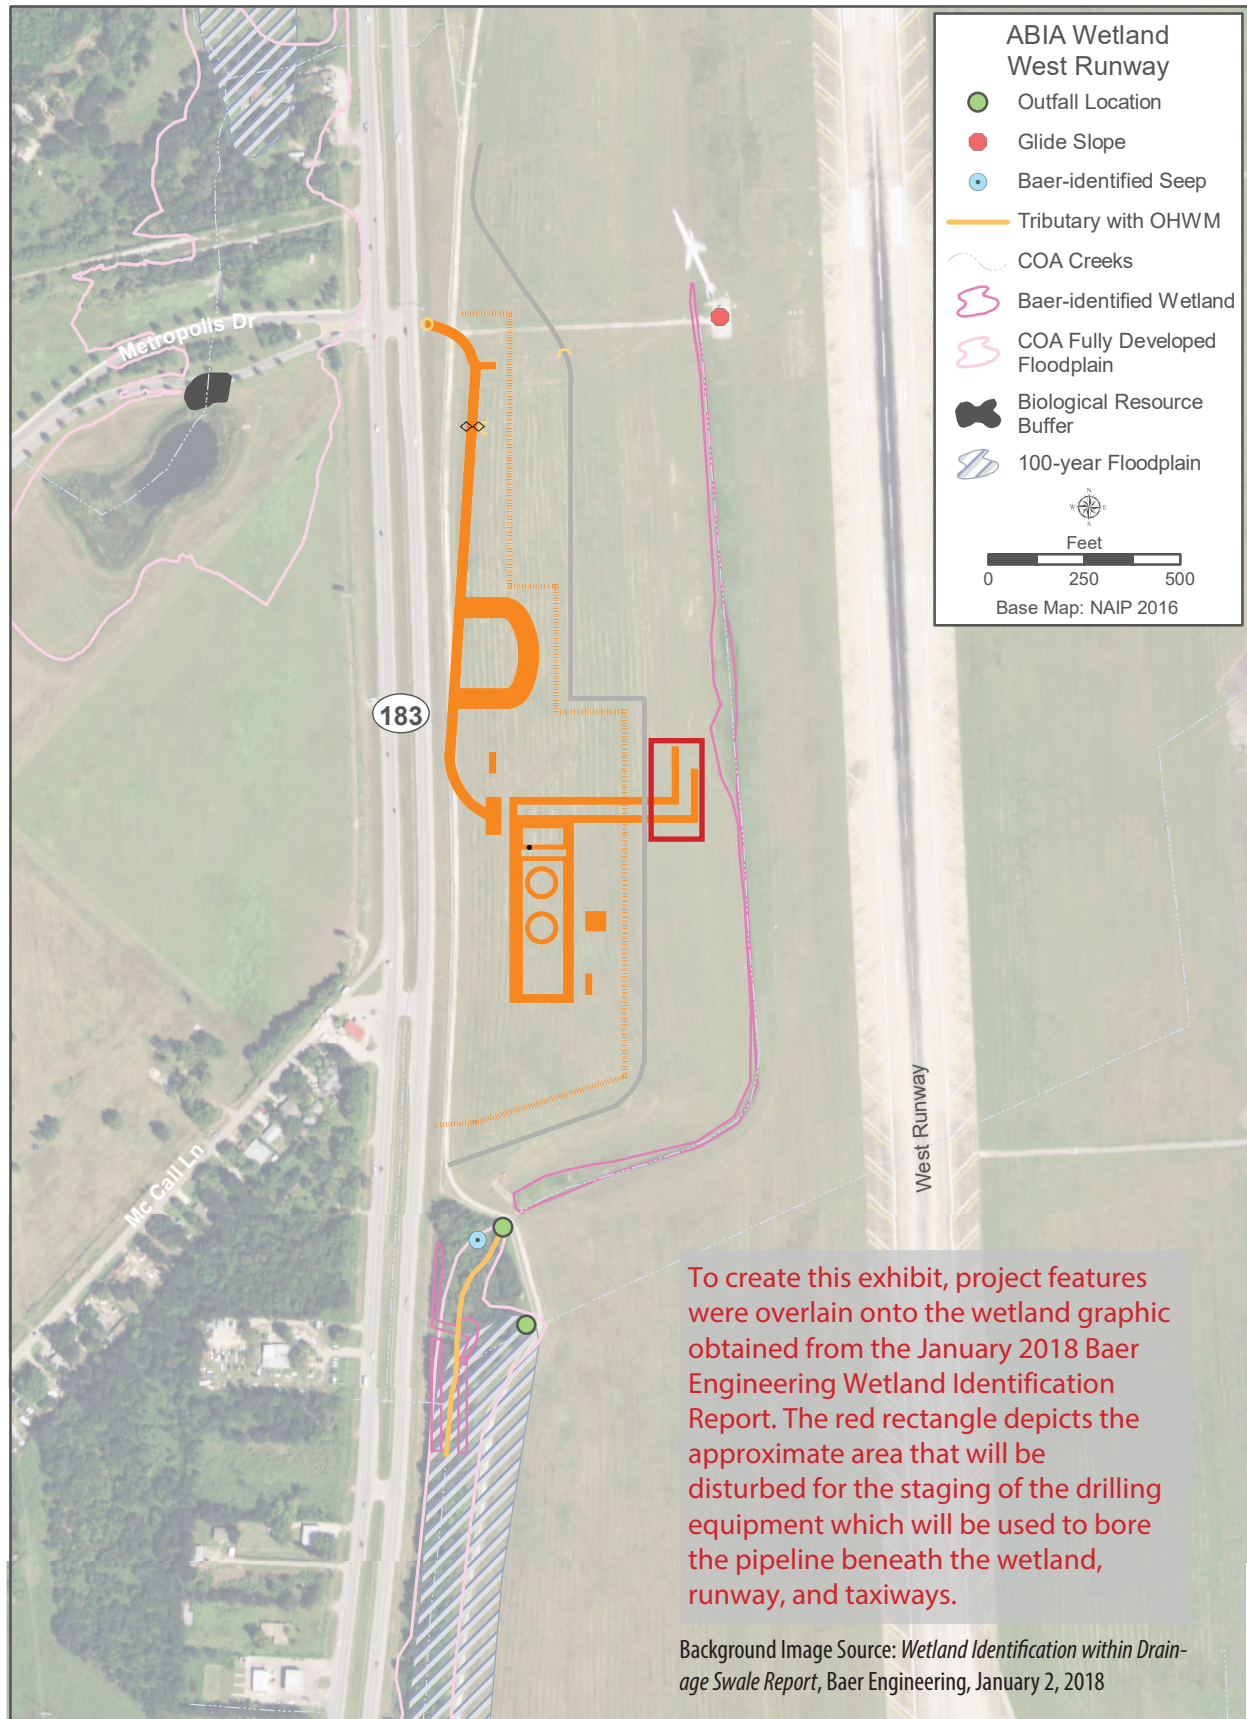 ABIA Wetland
West Runway
Outfall Location
Glide Slope
Baer-identified Seep
Tributary with OHWM
COA Creeks
Baer-identified Wetland
COA Fully Developed
Floodplain
Biological Resource
Buffer
100-year Floodplain
N
W E
S
Feet
0 250 500
Base Map: NAIP 2016
Metropolis Dr
183
Mc Call Ln
West Runway
To create this exhibit, project features
were overlain onto the wetland graphic
obtained from the January 2018 Baer
Engineering Wetland Identification
Report. The red rectangle depicts the
approximate area that will be
disturbed for the staging of the drilling
equipment which will be used to bore
the pipeline beneath the wetland,
runway, and taxiways.
Background Image Source: Wetland Identification within Drain-
age Swale Report, Baer Engineering, January 2, 2018